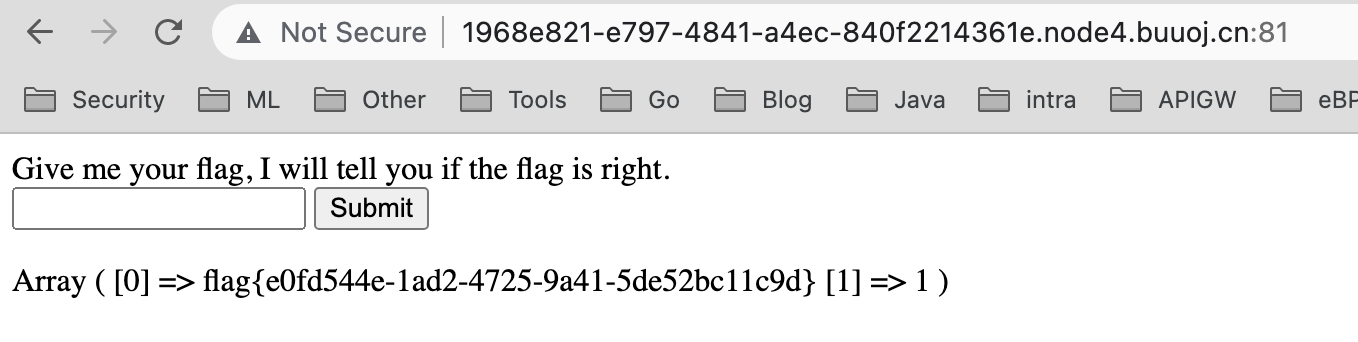 Not Secure 1968e821-e797-4841-a4ec-840f2214361e.node4.buuoj.cn:81
Security ML Other Tools Go Blog Java intra APIGW eBP
Give me your flag, I will tell you if the flag is right.
Submit
Array ( [0] => flag{e0fd544e-1ad2-4725-9a41-5de52bc11c9d} [1] => 1 )